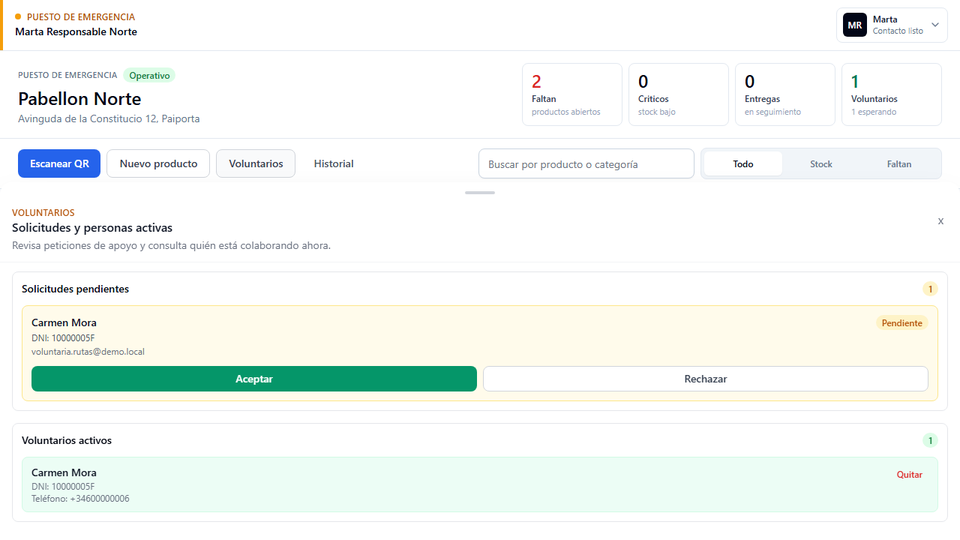 PUESTO DE EMERGENCIA
Marta Responsable Norte
MR
Marta
Contacto listo
PUESTO DE EMERGENCIA
Operativo
Pabellon Norte
Avinguda de la Constitucio 12, Paiporta
2
Faltan
productos abiertos
0
Criticos
stock bajo
0
Entregas
en seguimiento
1
Voluntarios
1 esperando
Escanear QR
Nuevo producto
Voluntarios
Historial
Buscar por producto o categoría
Todo
Stock
Faltan
VOLUNTARIOS
Solicitudes y personas activas
Revisa peticiones de apoyo y consulta quién está colaborando ahora.
x
Solicitudes pendientes
1
Carmen Mora
Pendiente
DNI: 10000005F
voluntaria.rutas@demo.local
Aceptar
Rechazar
Voluntarios activos
1
Carmen Mora
Quitar
DNI: 10000005F
Teléfono: +34600000006